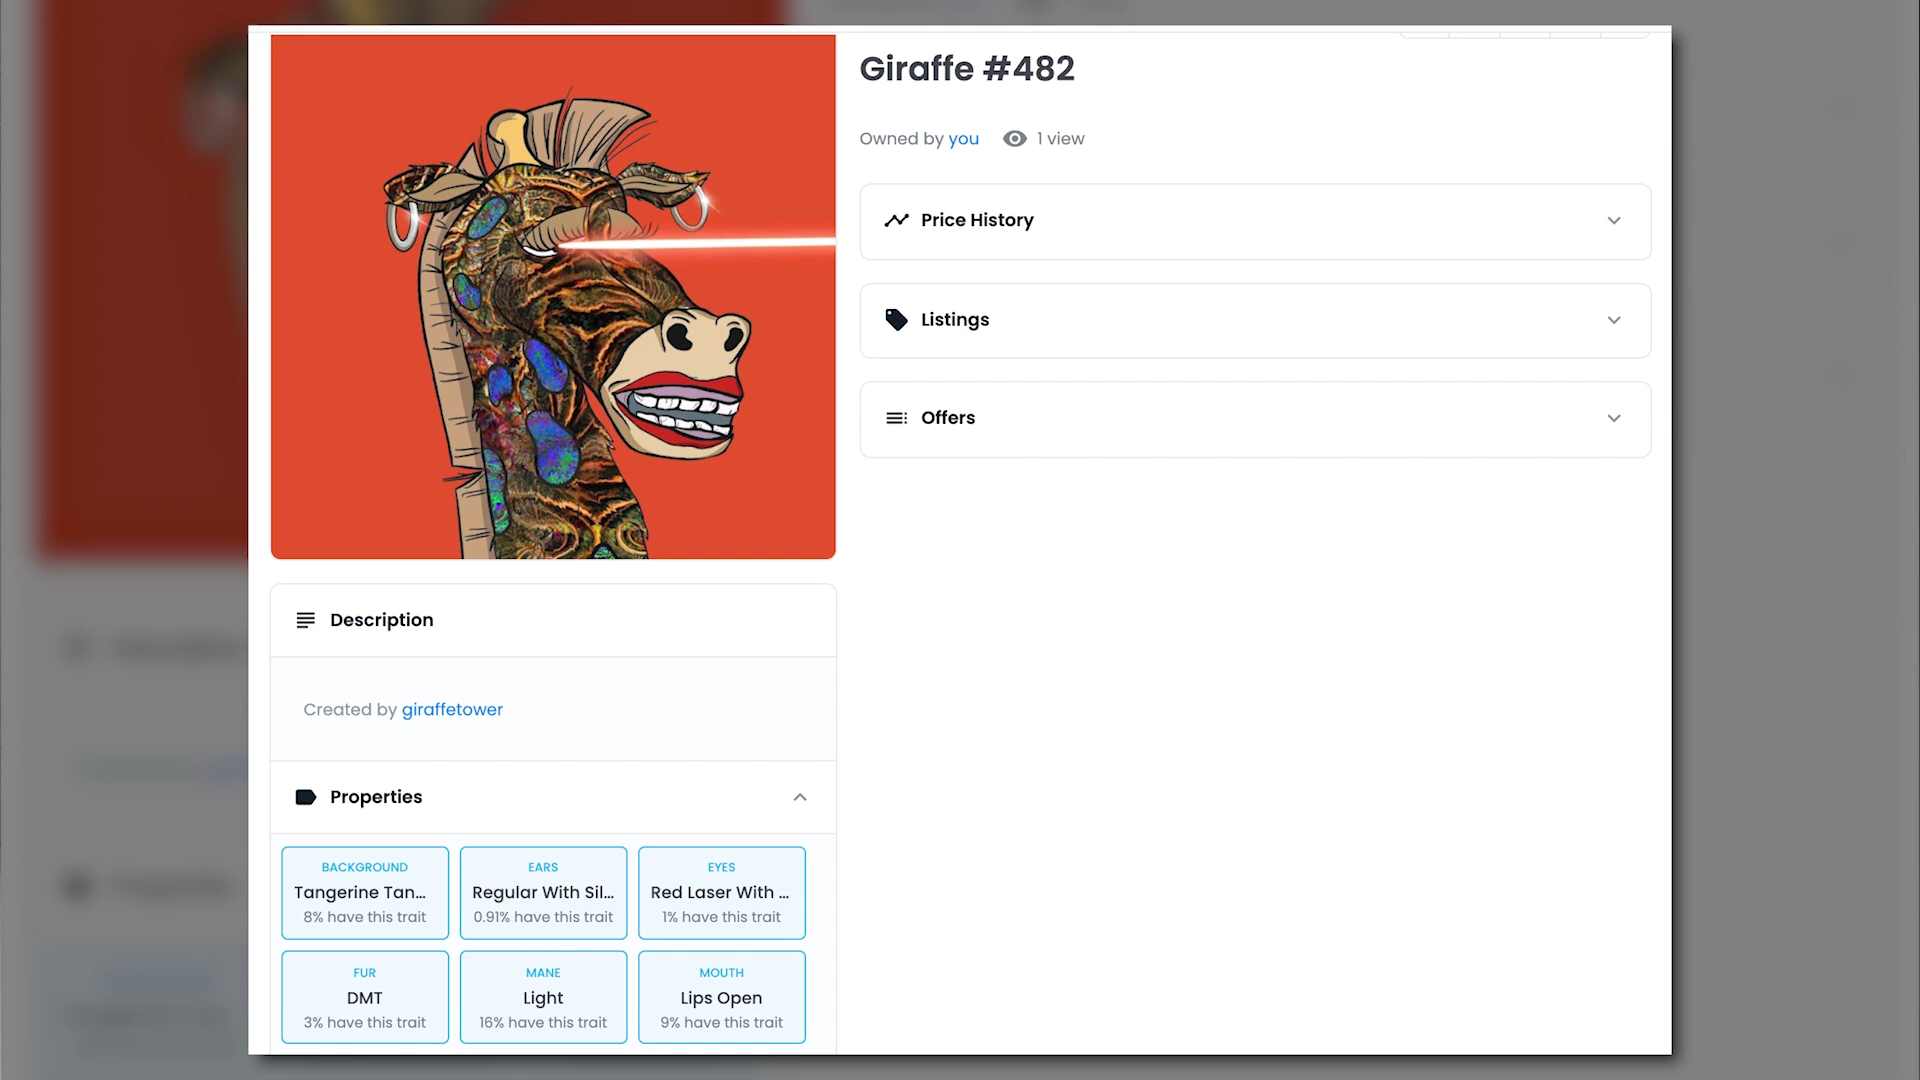 Giraffe #482
Owned by you 1 view
Price History
Listings
Offers
Description
Created by giraffetower
Properties
BACKGROUND
Tangerine Tan...
8% have this trait
EARS
Regular With Sil...
0.91% have this trait
EYES
Red Laser With ...
1% have this trait
FUR
DMT
3% have this trait
MANE
Light
16% have this trait
MOUTH
Lips Open
9% have this trait